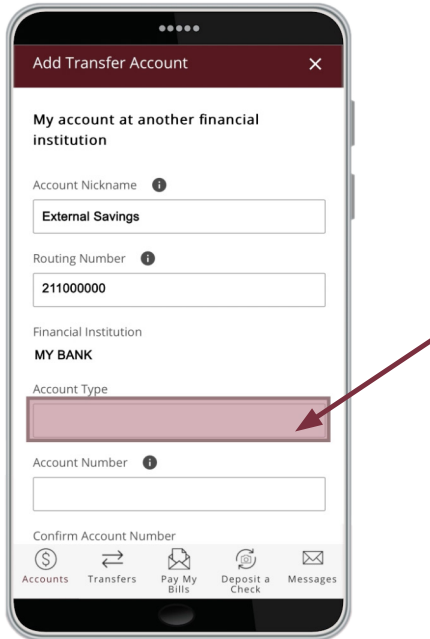 Add Transfer Account
My account at another financial
institution
Account Nickname
External Savings
Routing Number
211000000
Financial Institution
MY BANK
Account Type
Account Number
Confirm Account Number
Accounts
Transfers
Pay My
Bills
Deposit a
Check
Messages